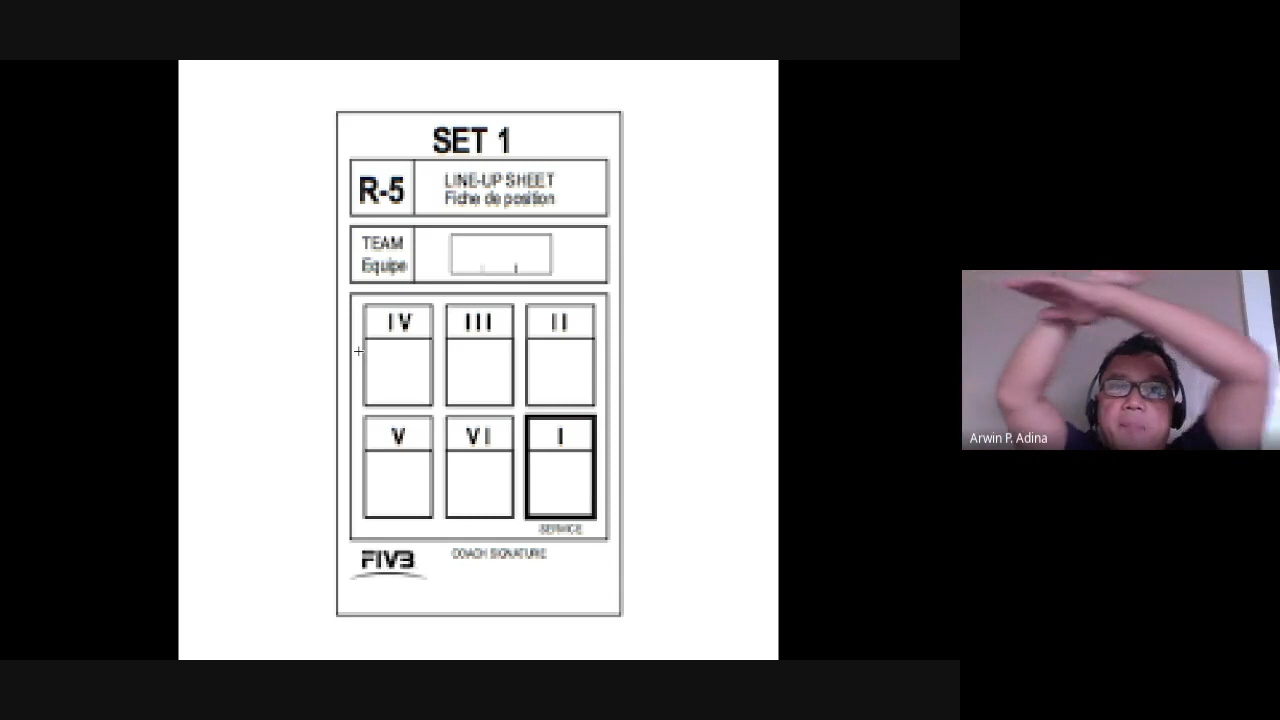 SET 1
R-5
LINE-UP SHEET
Fiche de position
TEAM
Equipe
IV III II
V VI I
SERVICE
FIVB
COACH SIGNATURE
Arwin P. Adina